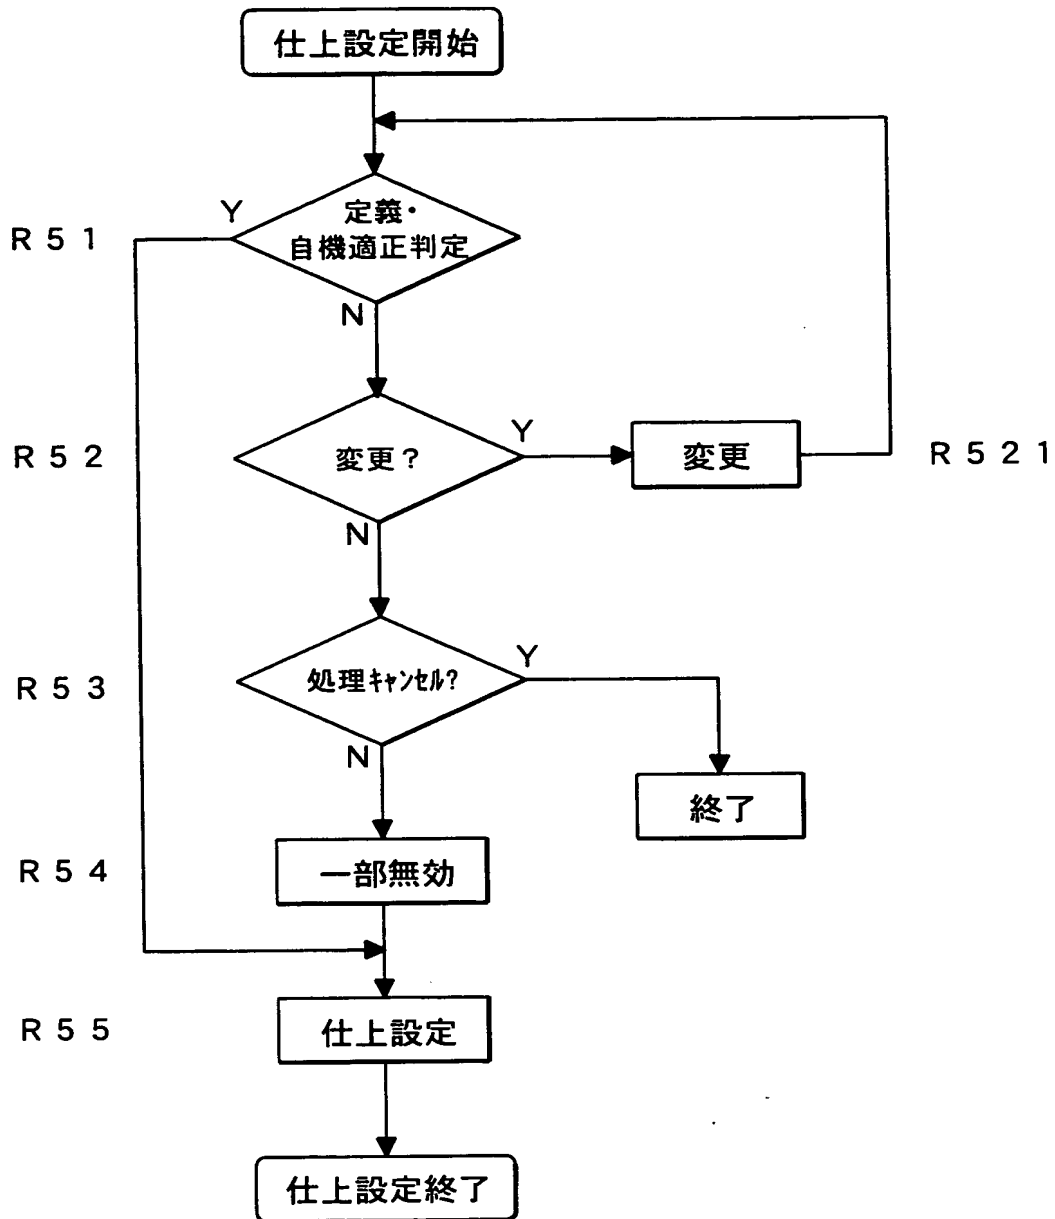 仕上設定開始
Y
定義・
自機適正判定
R51
N
変更?
Y
変更
R52
R521
N
処理キャンセル?
Y
R53
N
終了
一部無効
R54
仕上設定
R55
仕上設定終了